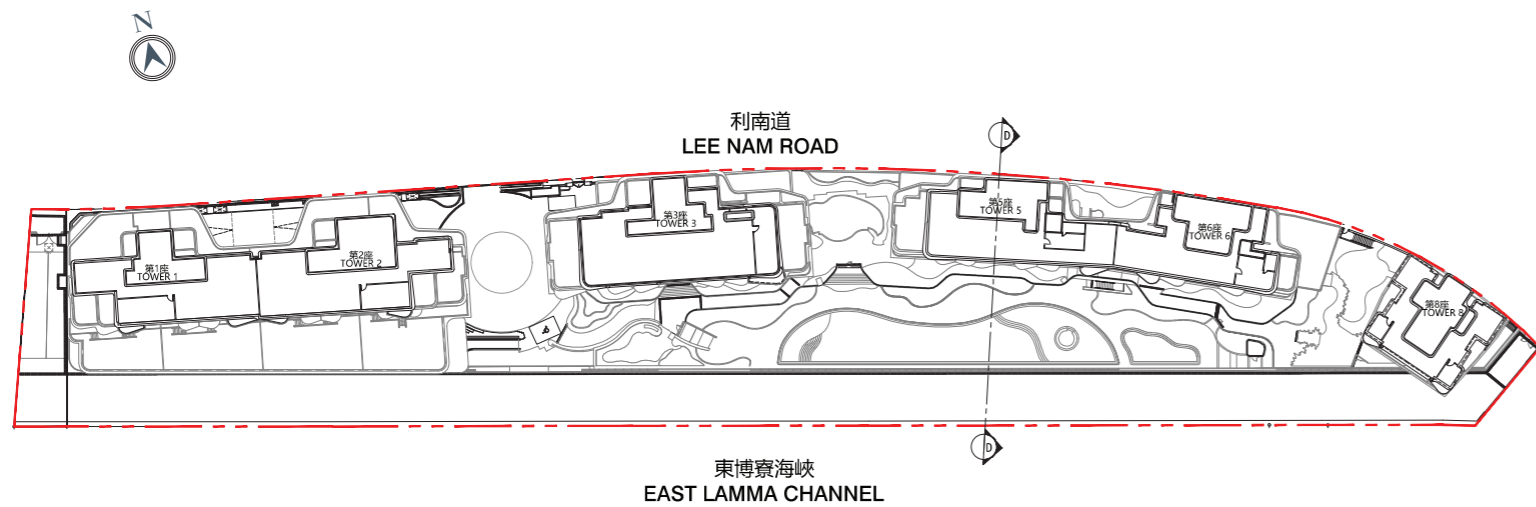 N
利南道
LEE NAM ROAD
D
第1座
TOWER 1
第2座
TOWER 2
第3座
TOWER 3
第5座
TOWER 5
第6座
TOWER 6
第8座
TOWER 8
D
東博寮海峽
EAST LAMMA CHANNEL